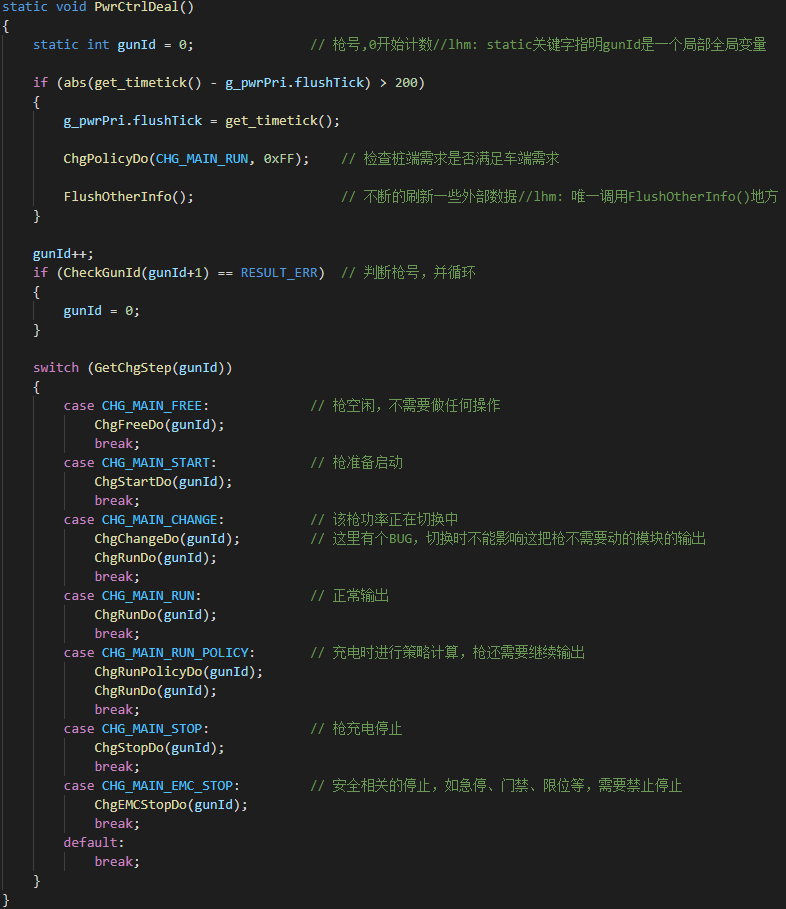 static void PwrCtrlDeal()
{
    static int gunId = 0;               // 枪号,0开始计数//lhm: static关键字指明gunId是一个局部全局变量

    if (abs(get_timetick() - g_pwrPri.flushTick) > 200)
    {
        g_pwrPri.flushTick = get_timetick();

        ChgPolicyDo(CHG_MAIN_RUN, 0xFF);    // 检查桩端需求是否满足车端需求

        FlushOtherInfo();                   // 不断的刷新一些外部数据//lhm: 唯一调用FlushOtherInfo()地方
    }

    gunId++;
    if (CheckGunId(gunId+1) == RESULT_ERR)  // 判断枪号，并循环
    {
        gunId = 0;
    }

    switch (GetChgStep(gunId))
    {
        case CHG_MAIN_FREE:             // 枪空闲，不需要做任何操作
            ChgFreeDo(gunId);
            break;
        case CHG_MAIN_START:            // 枪准备启动
            ChgStartDo(gunId);
            break;
        case CHG_MAIN_CHANGE:           // 该枪功率正在切换中
            ChgChangeDo(gunId);         // 这里有个BUG，切换时不能影响这把枪不需要动的模块的输出
            ChgRunDo(gunId);
            break;
        case CHG_MAIN_RUN:              // 正常输出
            ChgRunDo(gunId);
            break;
        case CHG_MAIN_RUN_POLICY:       // 充电时进行策略计算，枪还需要继续输出
            ChgRunPolicyDo(gunId);
            ChgRunDo(gunId);
            break;
        case CHG_MAIN_STOP:             // 枪充电停止
            ChgStopDo(gunId);
            break;
        case CHG_MAIN_EMC_STOP:         // 安全相关的停止，如急停、门禁、限位等，需要禁止停止
            ChgEMCStopDo(gunId);
            break;
        default:
            break;
    }
}